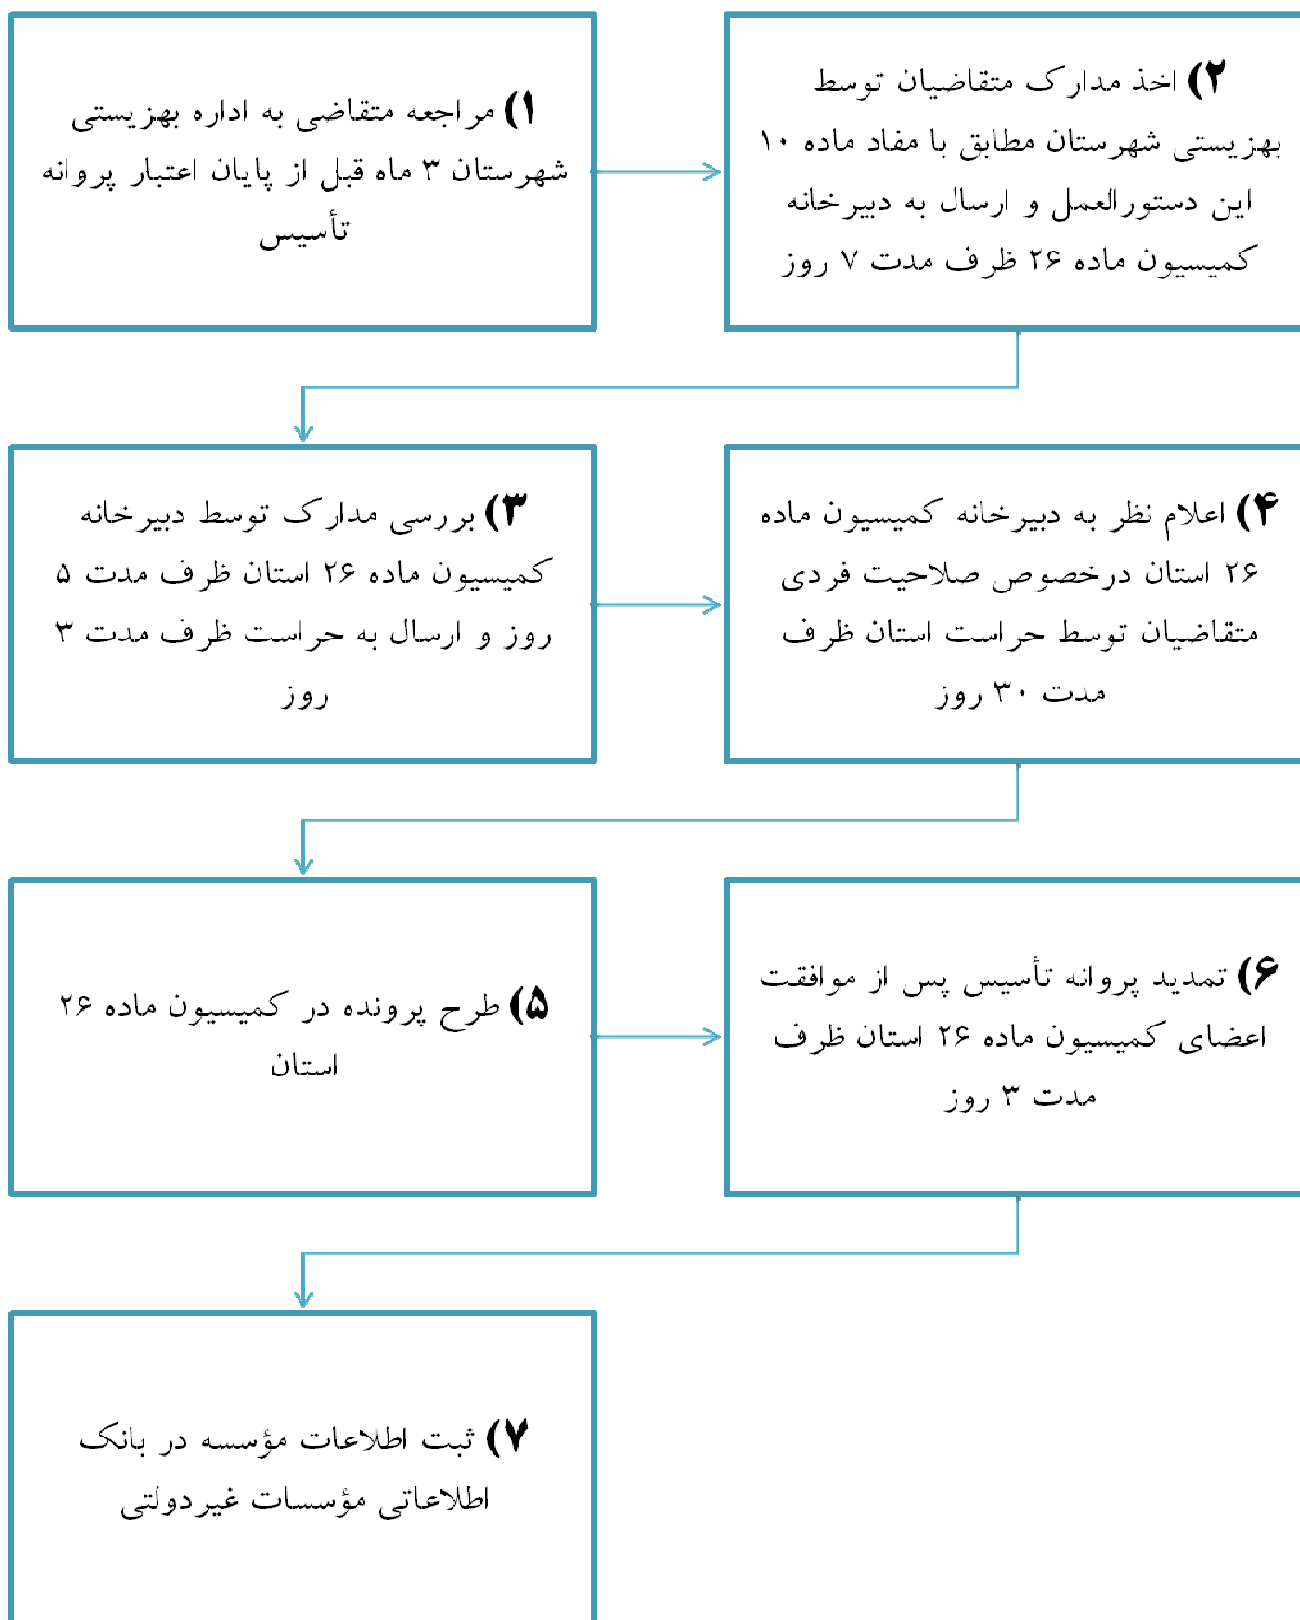 ۱) مراجعه متقاضی به اداره بهزیستی
شهرستان ۳ ماه قبل از پایان اعتبار پروانه
تأسیس
۲) اخذ مدارک متقاضیان توسط
بهزیستی شهرستان مطابق با مفاد ماده ۱۰
این دستورالعمل و ارسال به دبیرخانه
کمیسیون ماده ۲۶ ظرف مدت ۷ روز
۳) بررسی مدارک توسط دبیرخانه
کمیسیون ماده ۲۶ استان ظرف مدت ۵
روز و ارسال به حراست ظرف مدت ۳
روز
۴) اعلام نظر به دبیرخانه کمیسیون ماده
۲۶ استان درخصوص صلاحیت فردی
متقاضیان توسط حراست استان ظرف
مدت ۳۰ روز
۵) طرح پرونده در کمیسیون ماده ۲۶
استان
۶) تمدید پروانه تأسیس پس از موافقت
اعضای کمیسیون ماده ۲۶ استان ظرف
مدت ۳ روز
۷) ثبت اطلاعات مؤسسه در بانک
اطلاعاتی مؤسسات غیردولتی